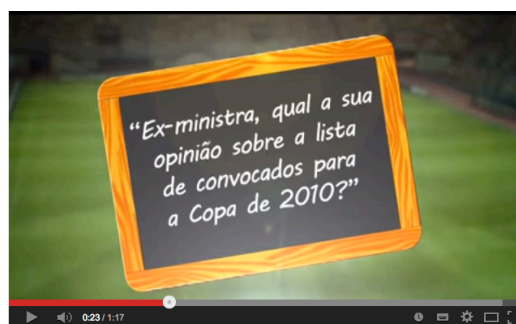 “Ex-ministra, qual a sua
opinião sobre a lista
de convocados para
a Copa de 2010?”
0:23 / 1:17